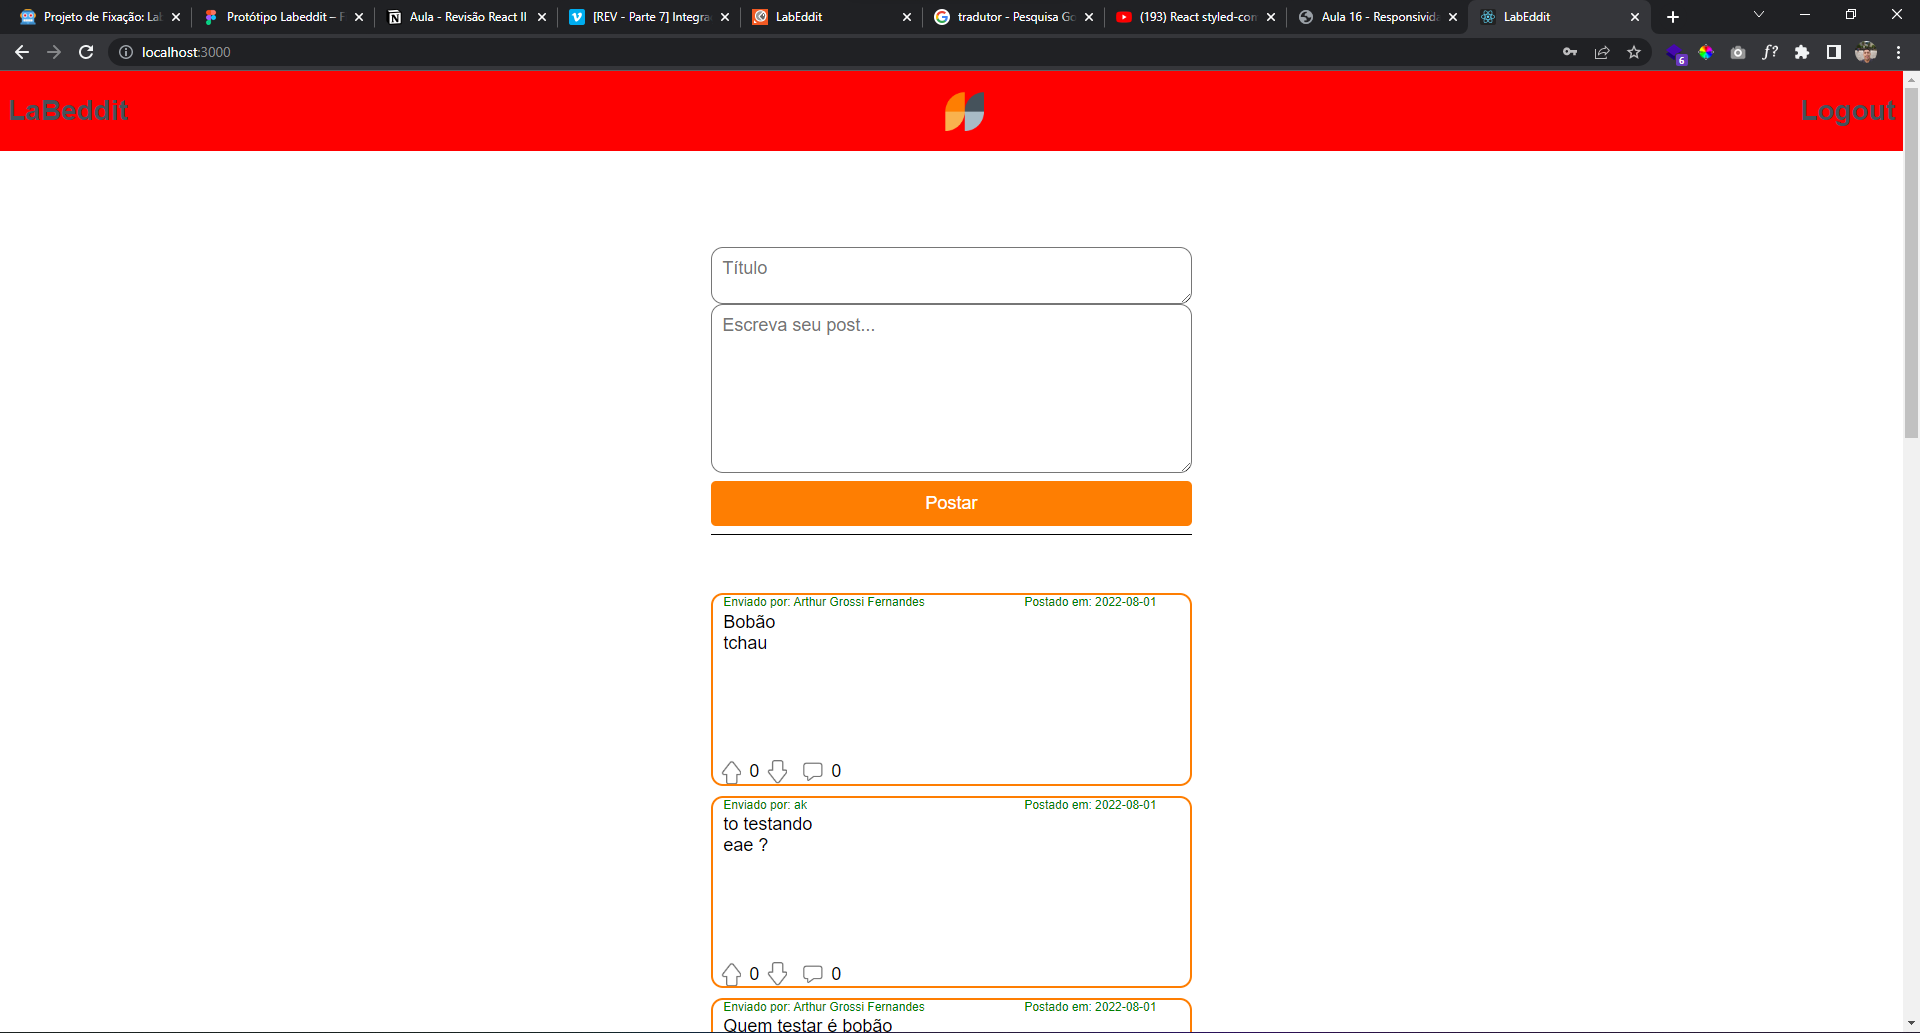 Projeto de Fixação: Lal
Protótipo Labeddit – F
Aula - Revisão React II
[REV - Parte 7] Integra
LabEddit
tradutor - Pesquisa Go
(193) React styled-con
Aula 16 - Responsivida
LabEddit
localhost:3000
6
f?
LaBeddit
Logout
Título
Escreva seu post...
Postar
Enviado por: Arthur Grossi Fernandes Postado em: 2022-08-01
Bobão
tchau
0 0
Enviado por: ak Postado em: 2022-08-01
to testando
eae ?
0 0
Enviado por: Arthur Grossi Fernandes Postado em: 2022-08-01
Quem testar é bobão